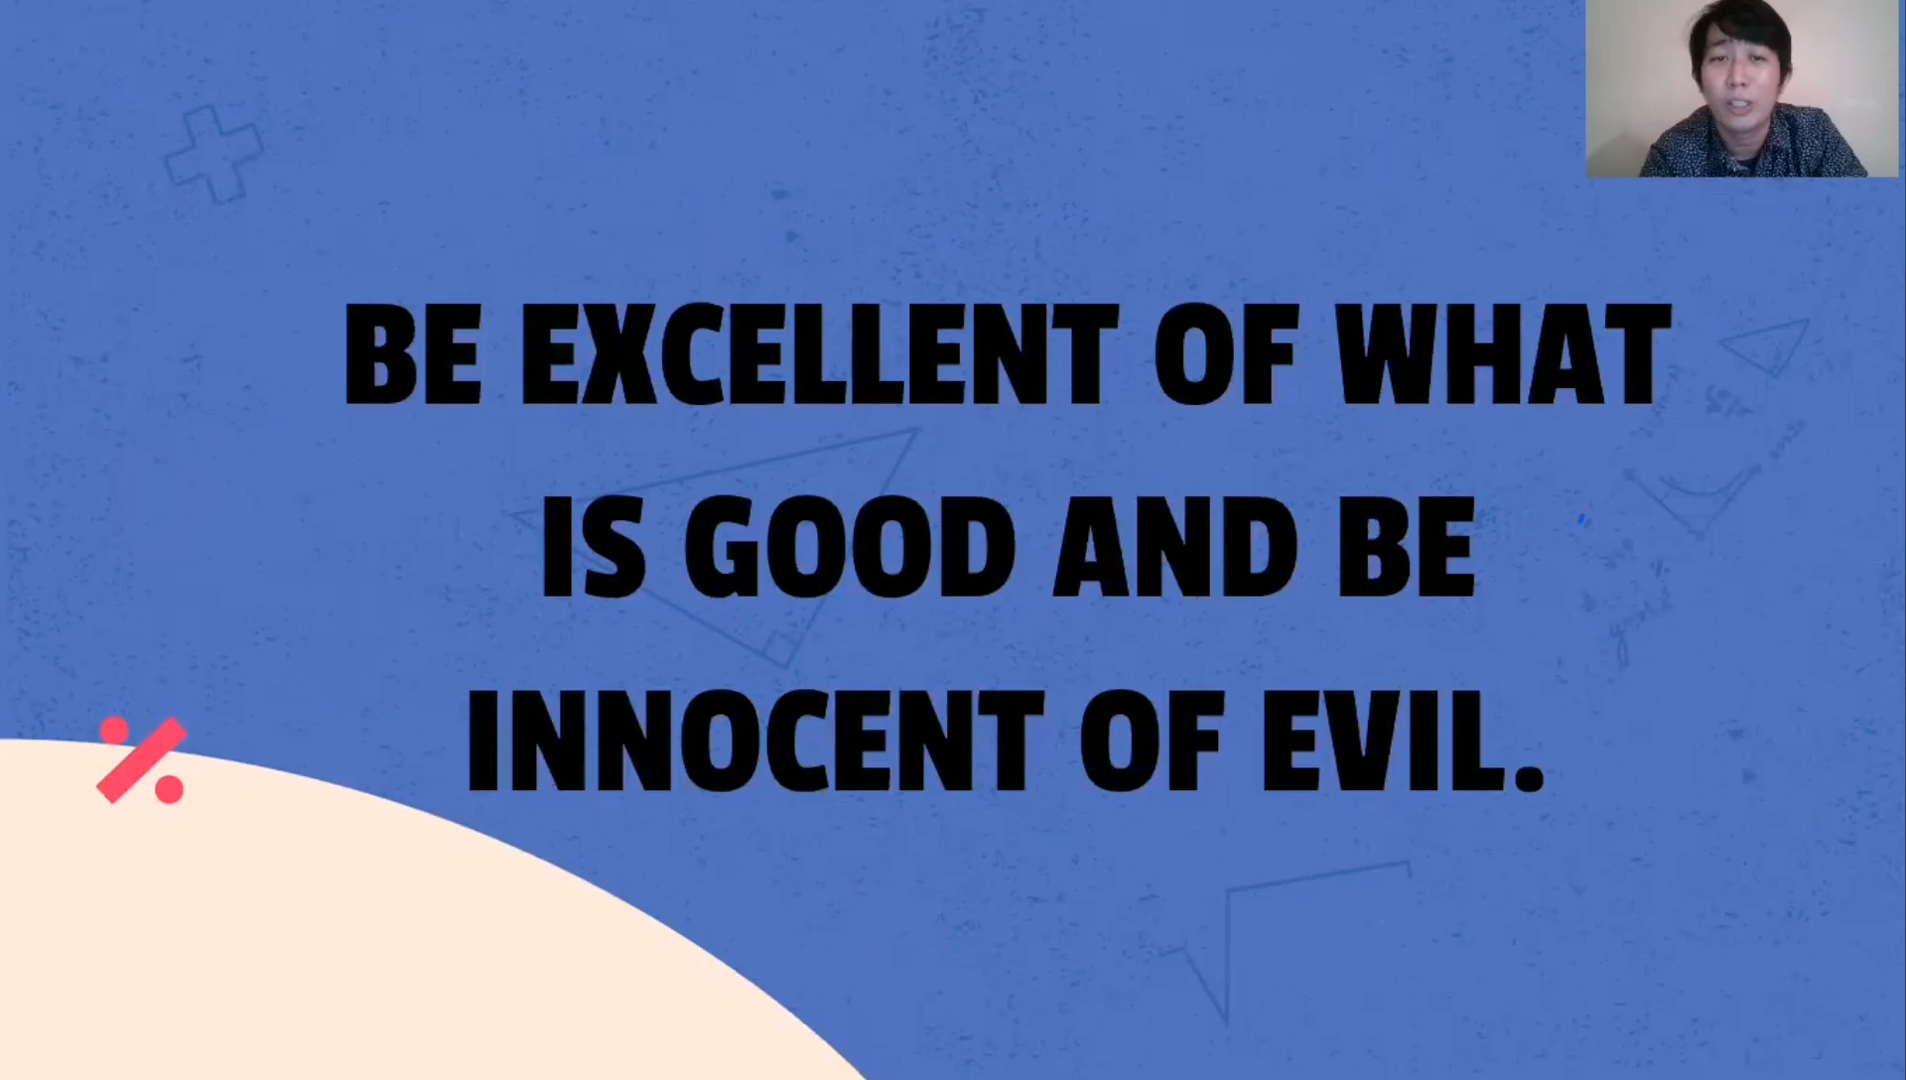 BE EXCELLENT OF WHAT
IS GOOD AND BE
INNOCENT OF EVIL.